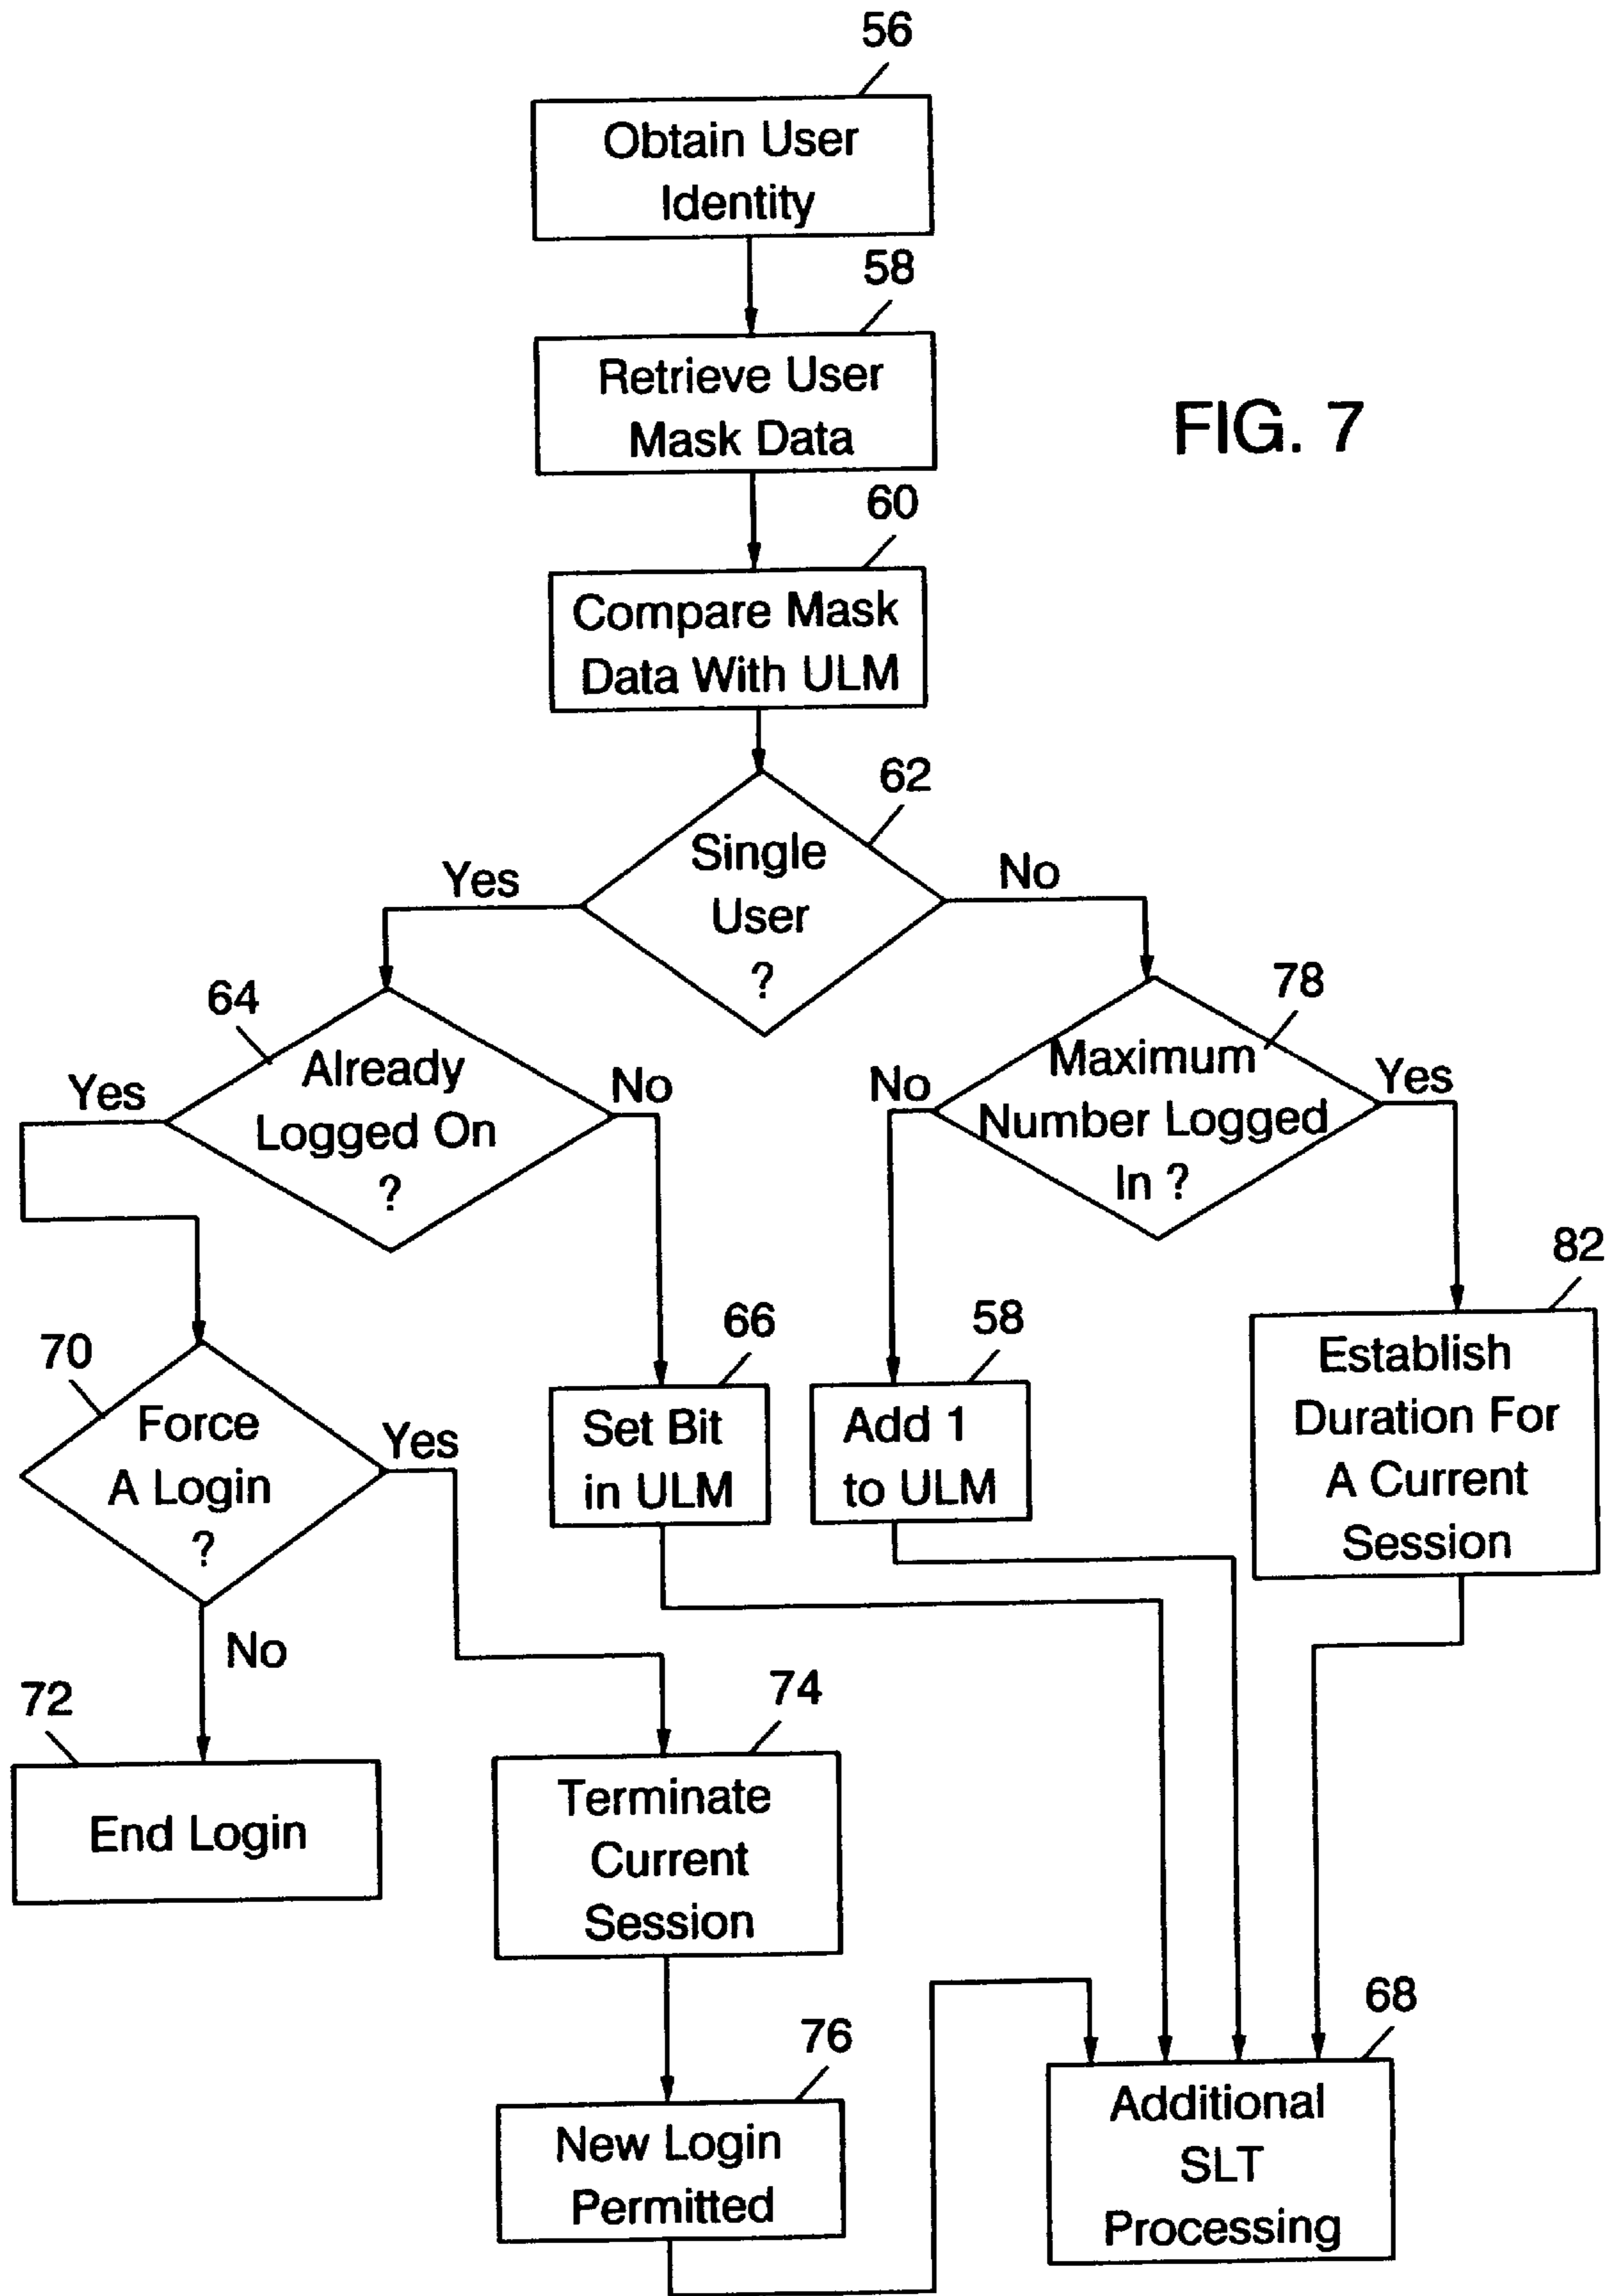 56
Obtain User
Identity
58
Retrieve User
Mask Data
FIG. 7
60
Compare Mask
Data With ULM
62
Single
User
?
Yes
No
64
Already
Logged On
?
Yes
No
78
Maximum
Number Logged
In ?
No
Yes
70
Force
A Login
?
Yes
No
66
Set Bit
in ULM
58
Add 1
to ULM
82
Establish
Duration For
A Current
Session
72
End Login
74
Terminate
Current
Session
76
New Login
Permitted
68
Additional
SLT
Processing